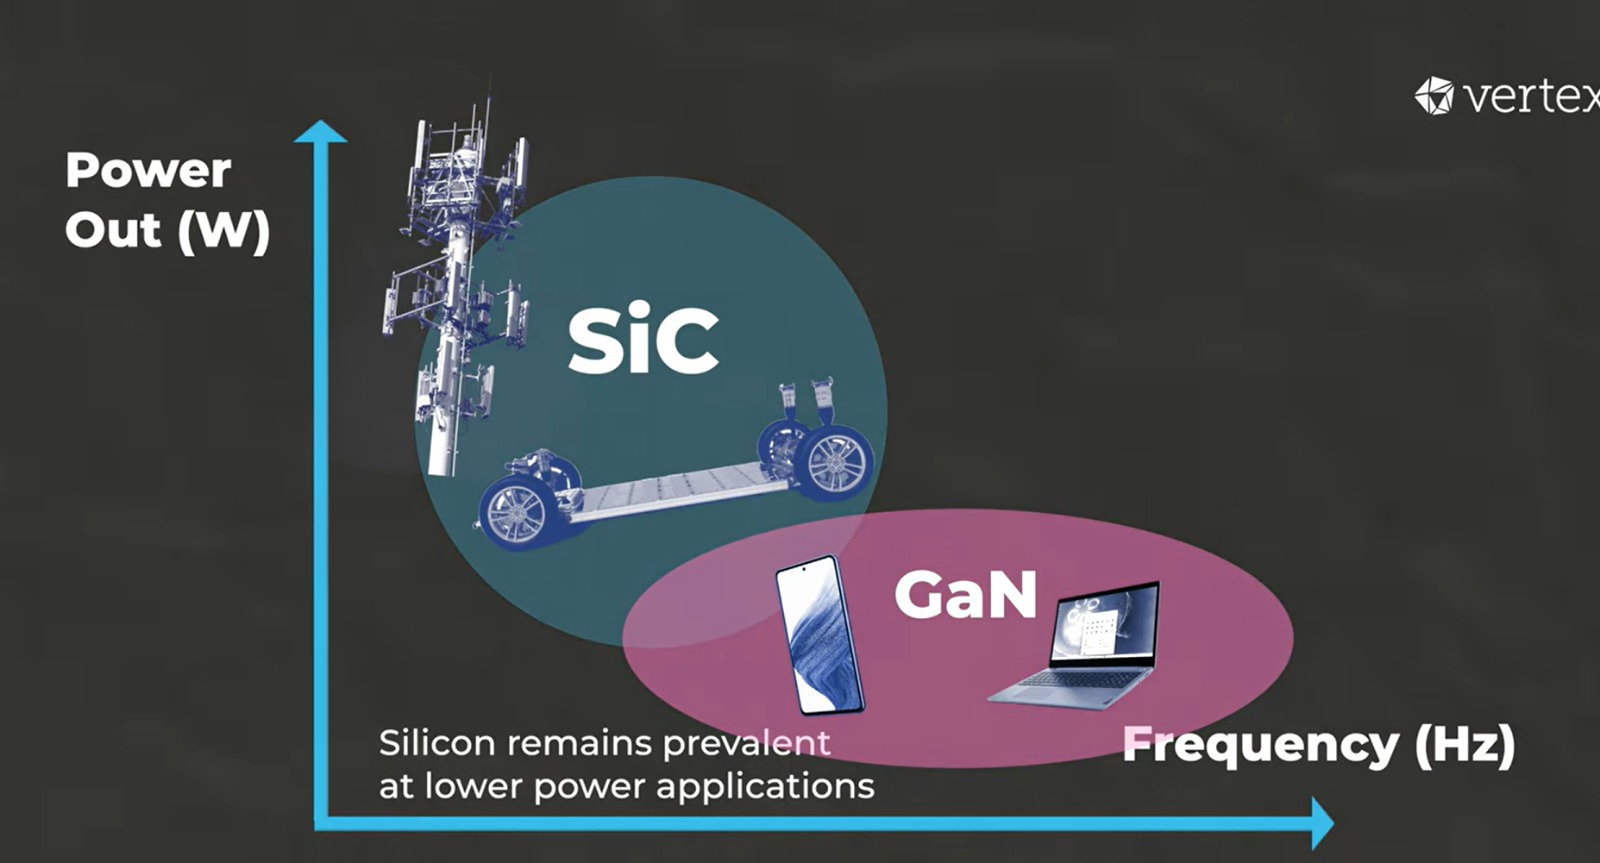 vertex
Power
Out (W)
SiC
GaN
Silicon remains prevalent
at lower power applications
Frequency (Hz)